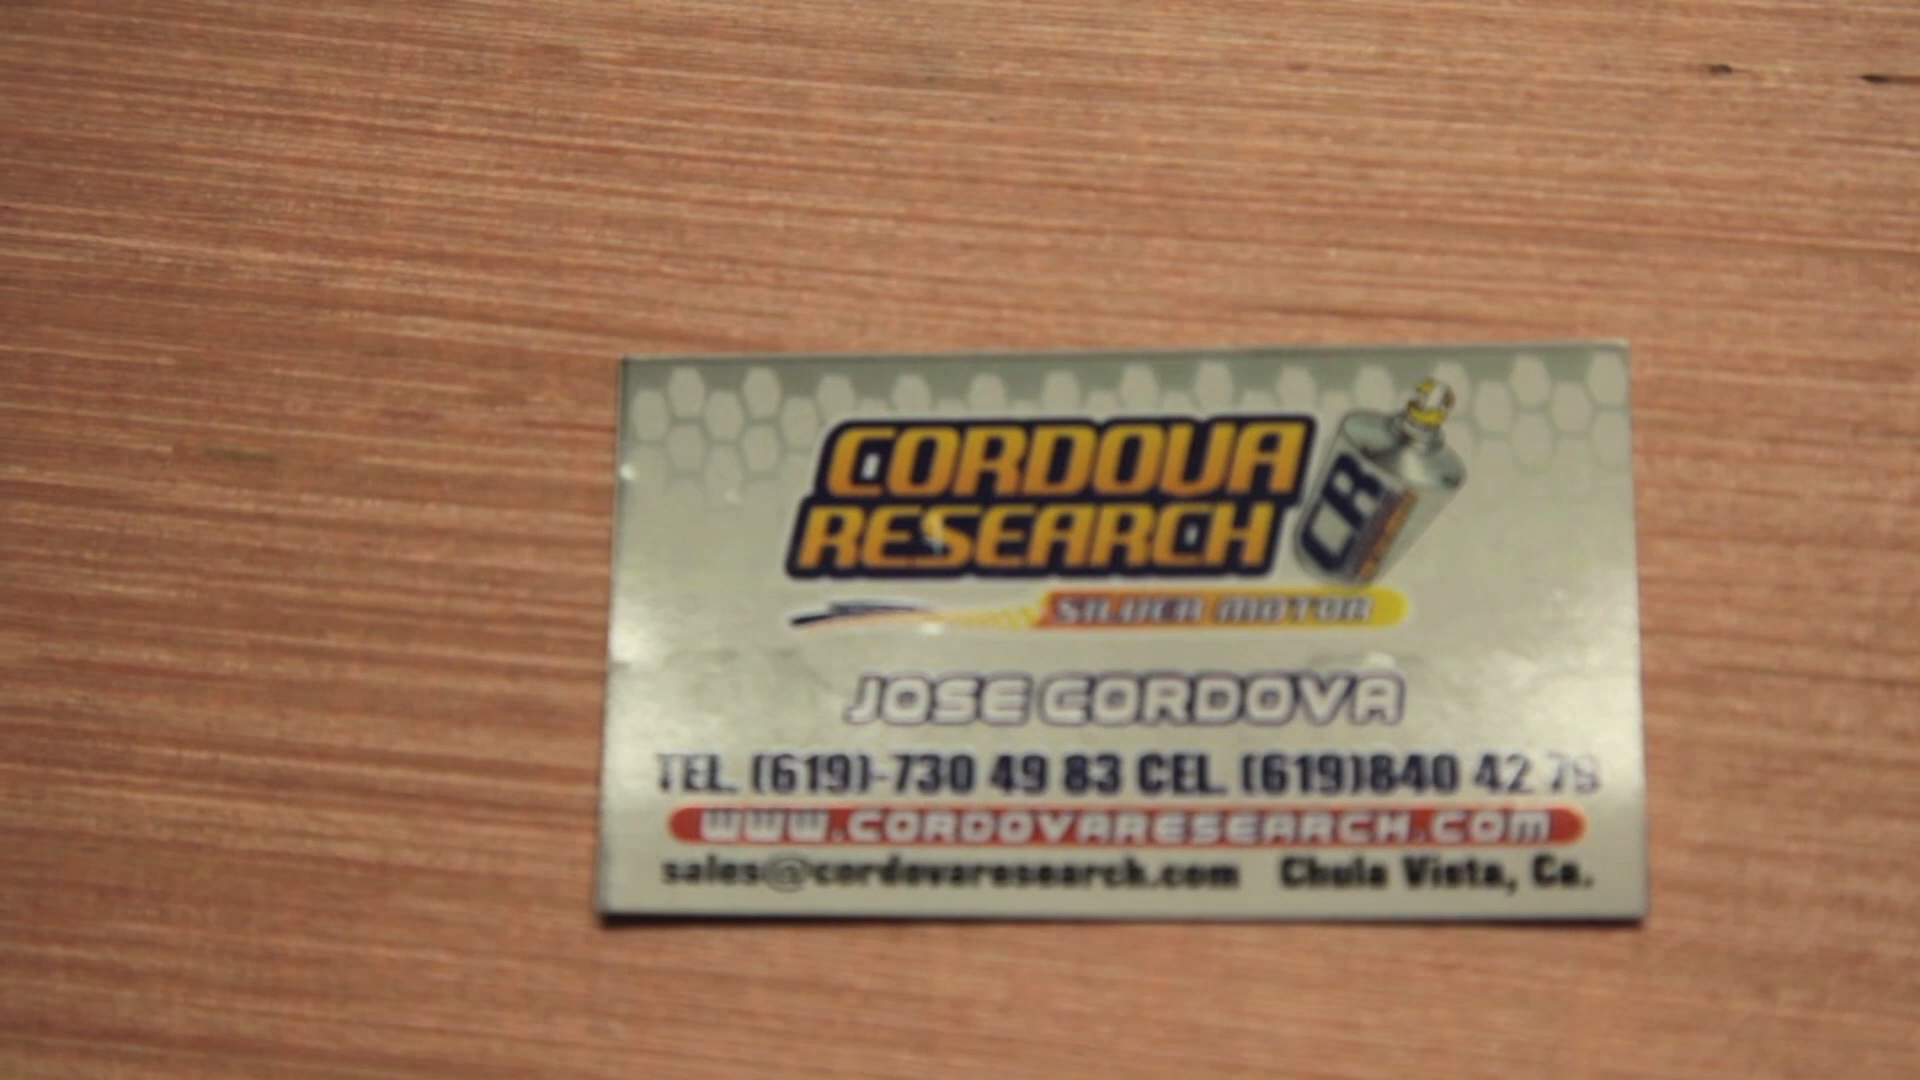 CORDOVA
RESEARCH
CR
SILVER MOTOR
JOSE CORDOVA
TEL. (619)-730 49 83 CEL. (619)840 42 79
WWW.CORDOVARESEARCH.COM
sales@cordovaresearch.com Chula Vista, Ca.